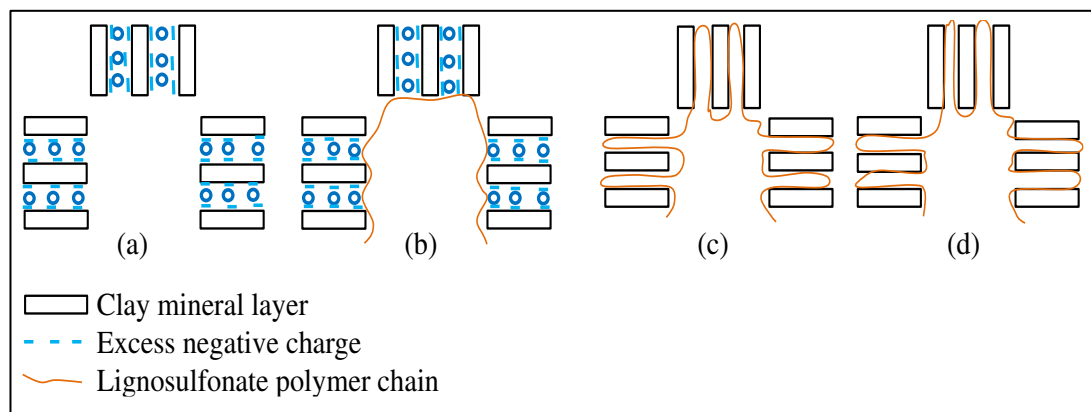 (a) (b) (c) (d)
Clay mineral layer
Excess negative charge
Lignosulfonate polymer chain